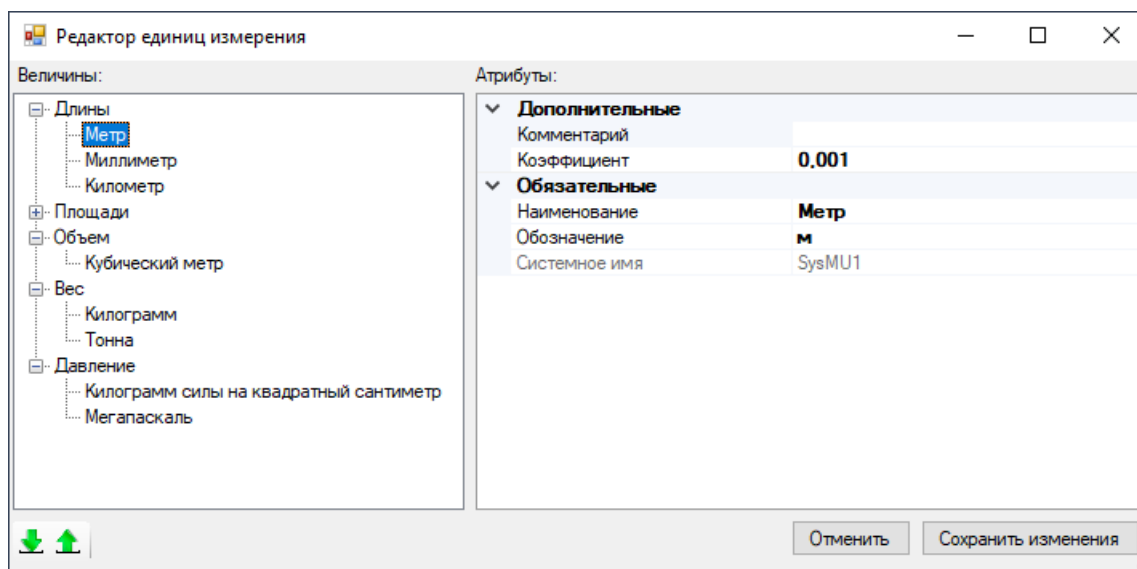 Редактор единиц измерения
Величины:
Длины
Метр
Миллиметр
Километр
Площади
Объем
Кубический метр
Вес
Килограмм
Тонна
Давление
Килограмм силы на квадратный сантиметр
Мегапаскаль
Атрибуты:
Дополнительные
Комментарий
Коэффициент 0,001
Обязательные
Наименование Метр
Обозначение м
Системное имя SysMU1
Отменить Сохранить изменения